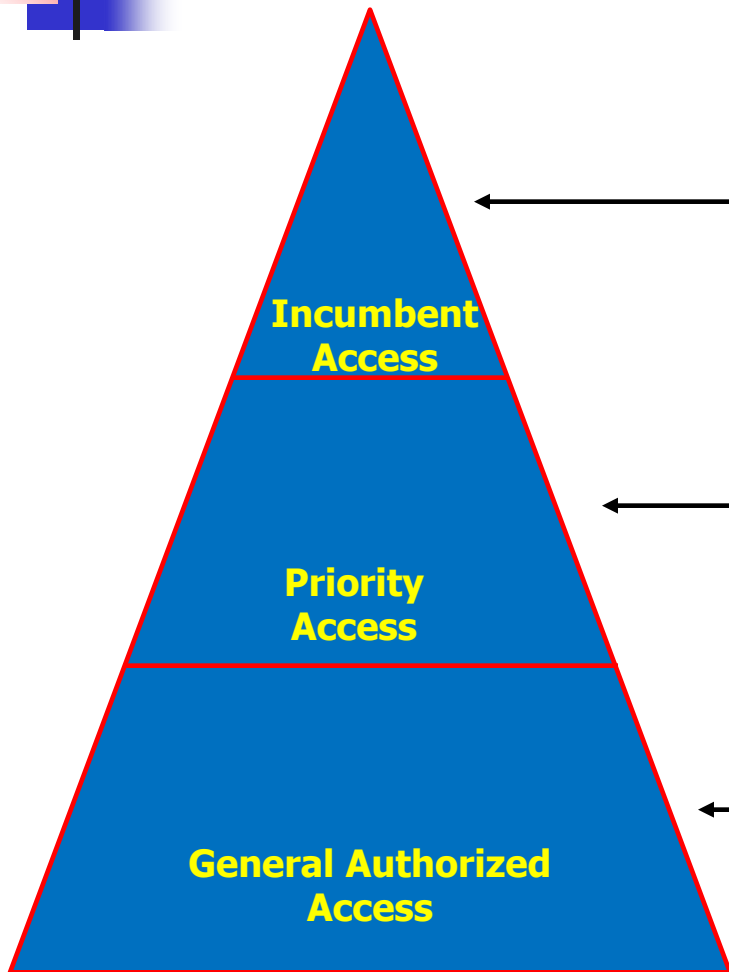 Incumbent
Access
Priority
Access
General Authorized
Access